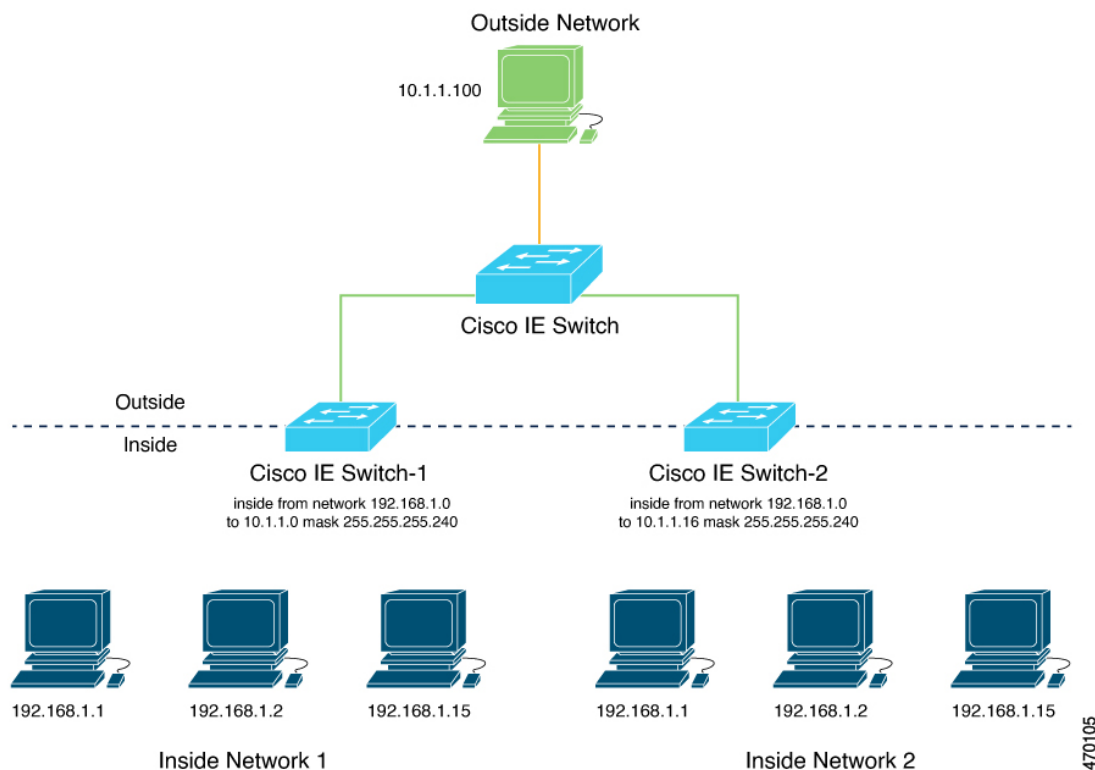 Outside Network
10.1.1.100
Cisco IE Switch
Outside
Inside
Cisco IE Switch-1
inside from network 192.168.1.0
to 10.1.1.0 mask 255.255.255.240
Cisco IE Switch-2
inside from network 192.168.1.0
to 10.1.1.16 mask 255.255.255.240
192.168.1.1
192.168.1.2
192.168.1.15
Inside Network 1
192.168.1.1
192.168.1.2
192.168.1.15
Inside Network 2
470105